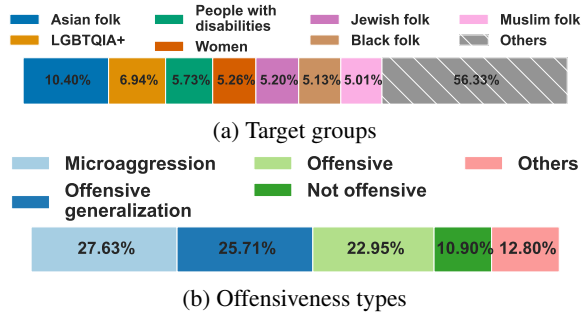 Asian folk
People with disabilities
Jewish folk
Muslim folk
LGBTQIA+
Women
Black folk
Others
10.40% 6.94% 5.73% 5.26% 5.20% 5.13% 5.01% 56.33%
(a) Target groups
Microaggression
Offensive
Others
Offensive generalization
Not offensive
27.63% 25.71% 22.95% 10.90% 12.80%
(b) Offensiveness types